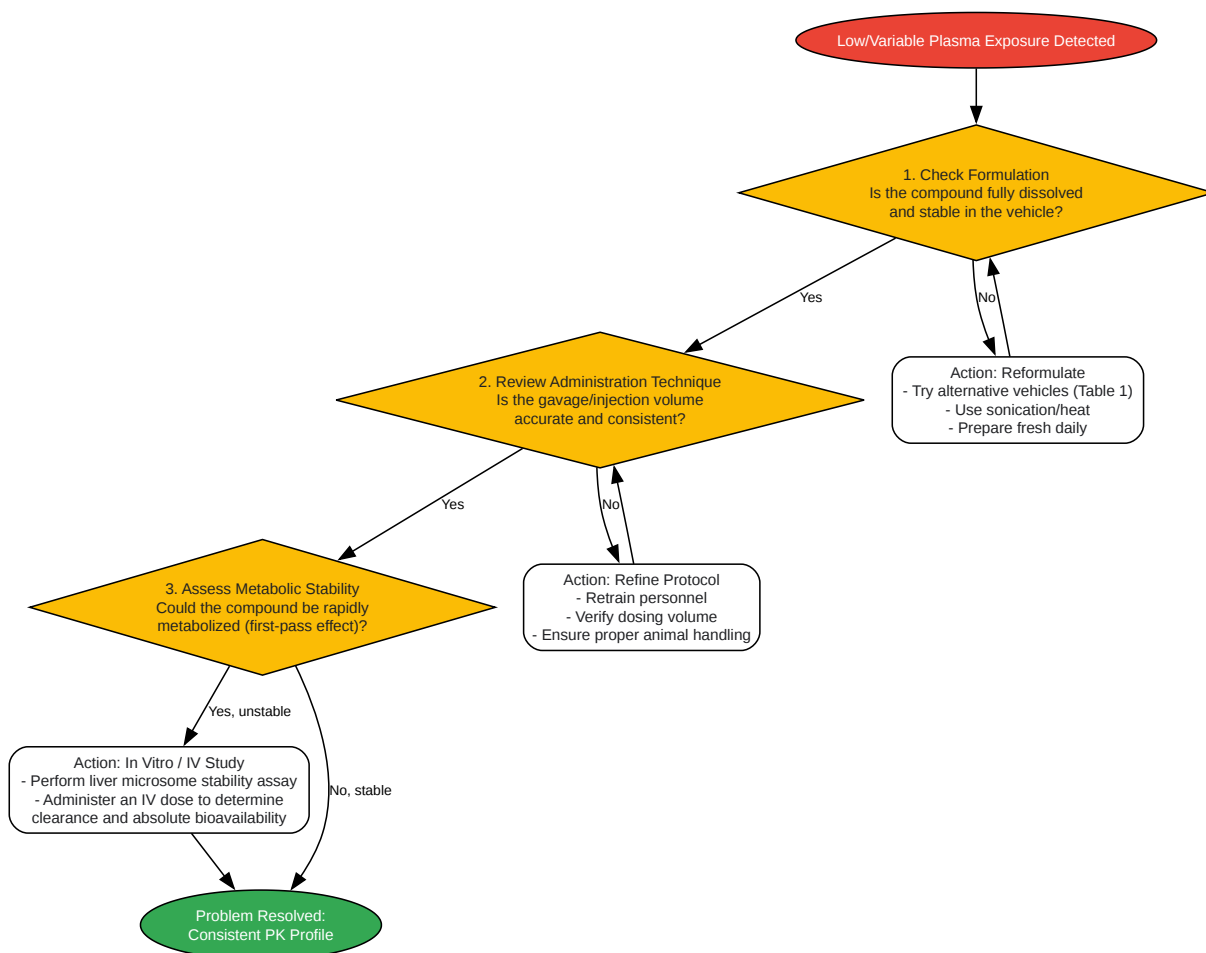 Low/Variable Plasma Exposure Detected
1. Check Formulation
Is the compound fully dissolved
and stable in the vehicle?
Yes
No
Action: Reformulate
- Try alternative vehicles (Table 1)
- Use sonication/heat
- Prepare fresh daily
2. Review Administration Technique
Is the gavage/injection volume
accurate and consistent?
Yes
No
Action: Refine Protocol
- Retrain personnel
- Verify dosing volume
- Ensure proper animal handling
3. Assess Metabolic Stability
Could the compound be rapidly
metabolized (first-pass effect)?
Yes, unstable
No, stable
Action: In Vitro / IV Study
- Perform liver microsome stability assay
- Administer an IV dose to determine
clearance and absolute bioavailability
Problem Resolved:
Consistent PK Profile